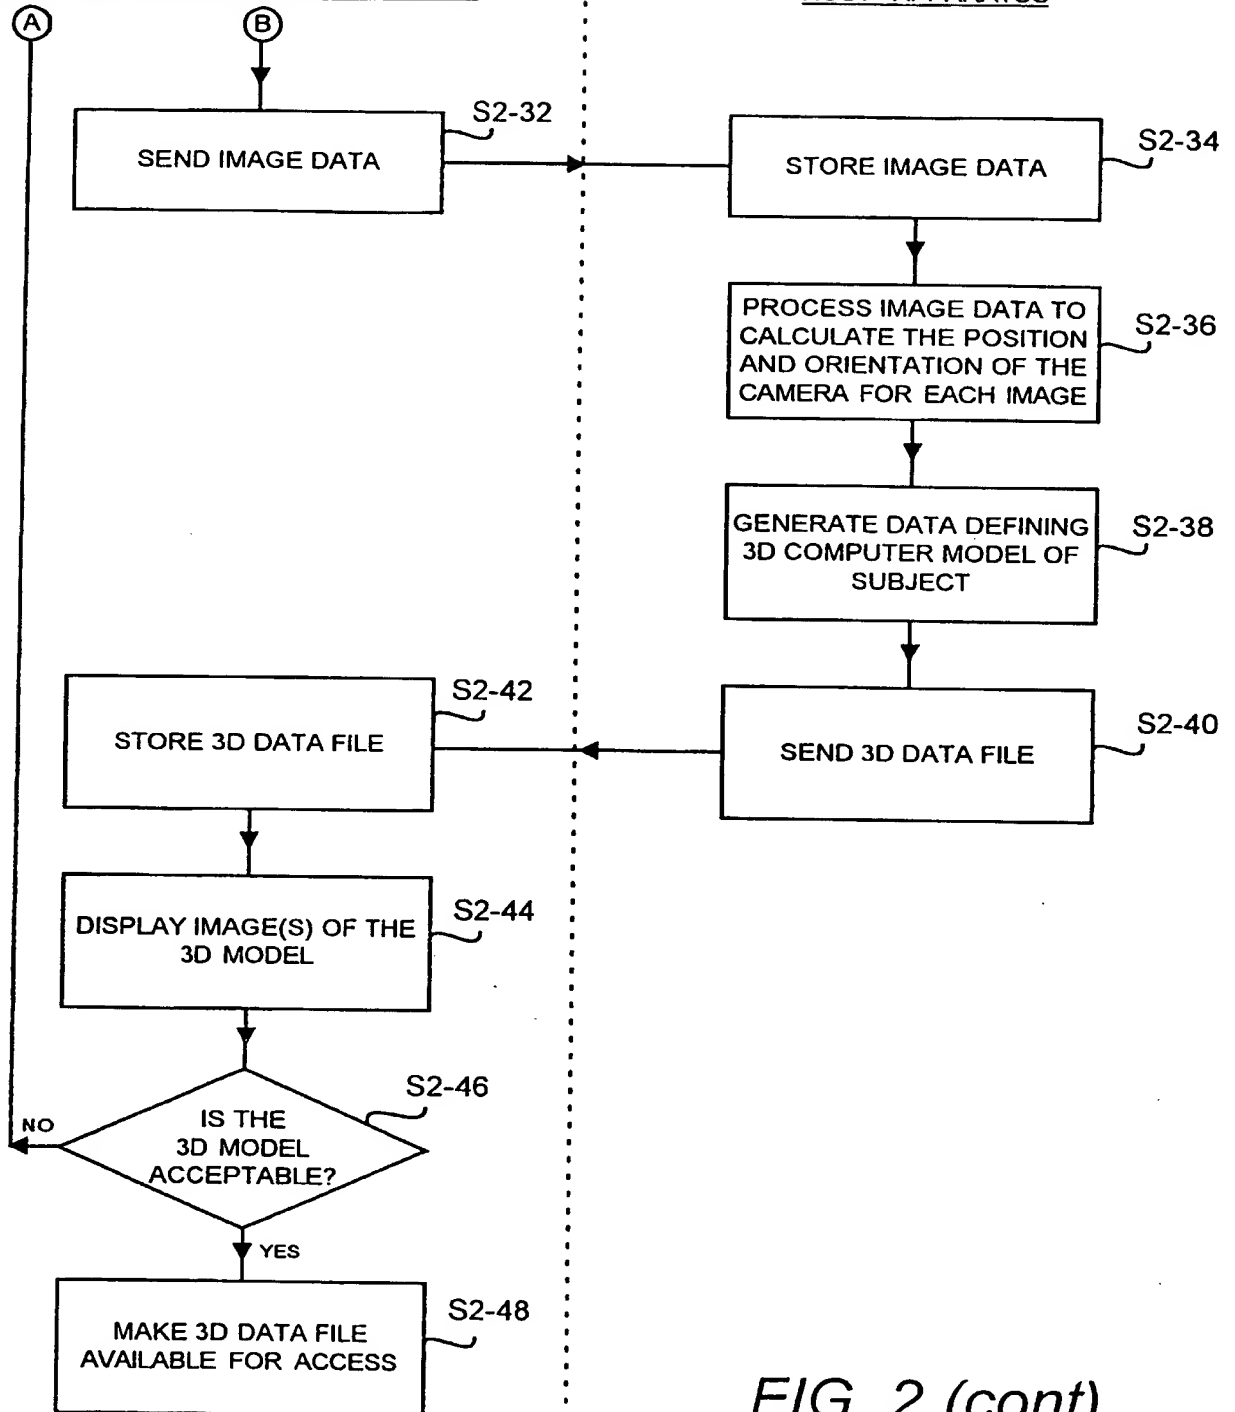 A
B
S2-32
SEND IMAGE DATA
S2-34
STORE IMAGE DATA
PROCESS IMAGE DATA TO
CALCULATE THE POSITION
AND ORIENTATION OF THE
CAMERA FOR EACH IMAGE
S2-36
GENERATE DATA DEFINING
3D COMPUTER MODEL OF
SUBJECT
S2-38
S2-42
STORE 3D DATA FILE
S2-40
SEND 3D DATA FILE
S2-44
DISPLAY IMAGE(S) OF THE
3D MODEL
S2-46
NO
IS THE
3D MODEL
ACCEPTABLE?
YES
S2-48
MAKE 3D DATA FILE
AVAILABLE FOR ACCESS
FIG. 2 (cont)